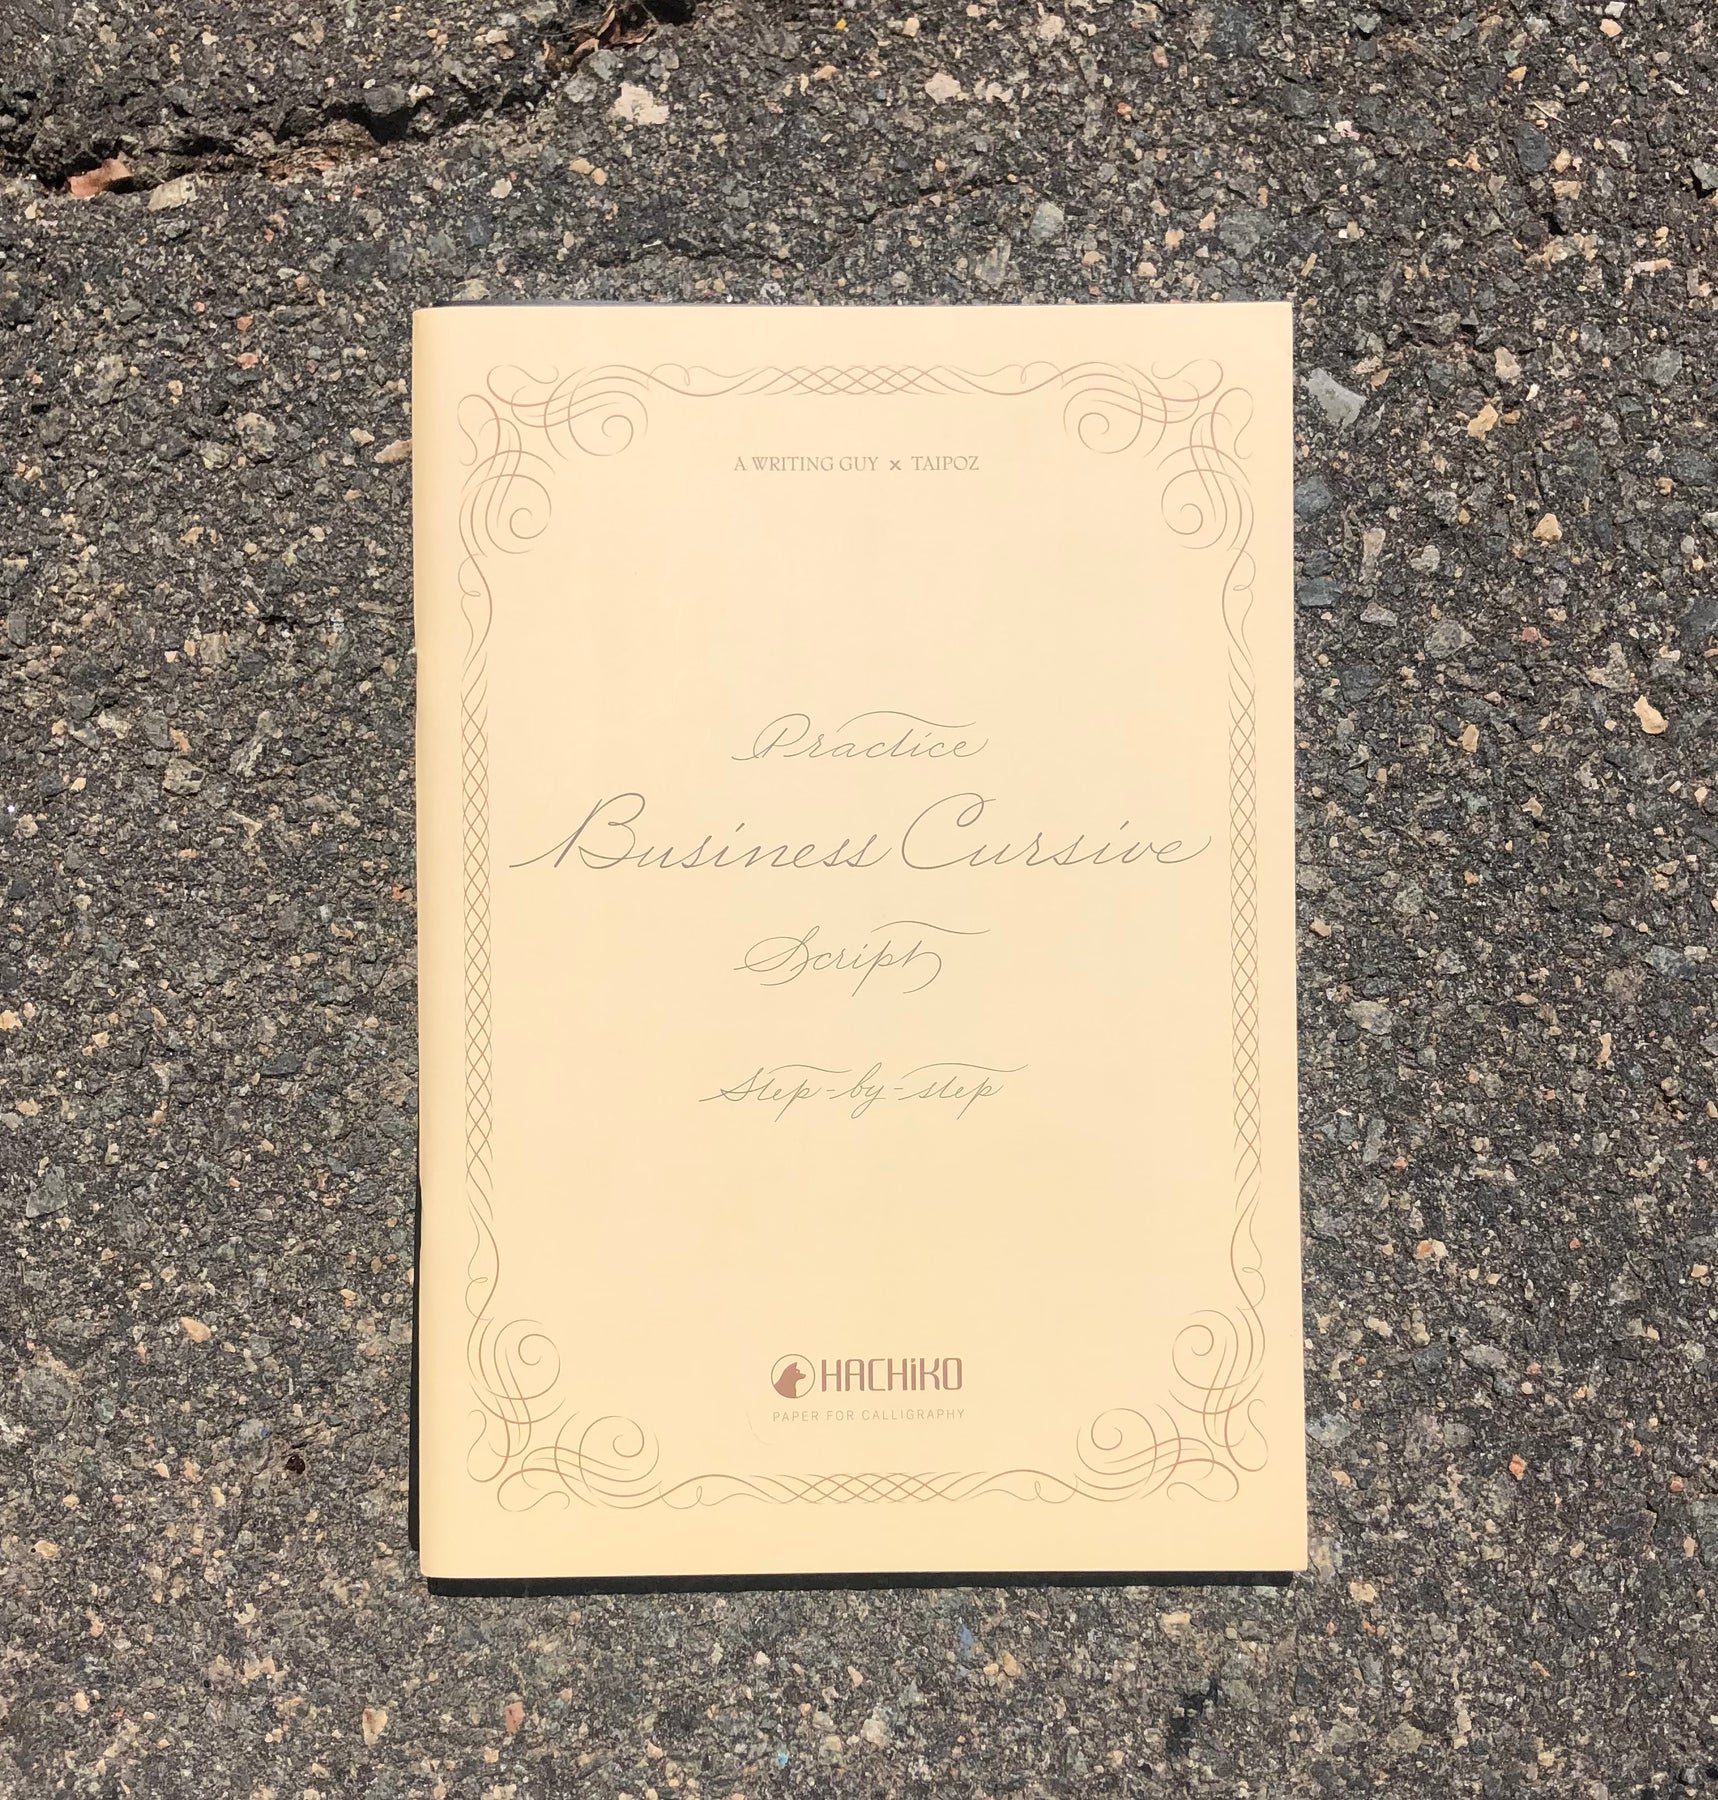 A WRITING GUY × TAIPOZ
Practice
Business Cursive
Script
Step-by-step
HACHiKO
PAPER FOR CALLIGRAPHY